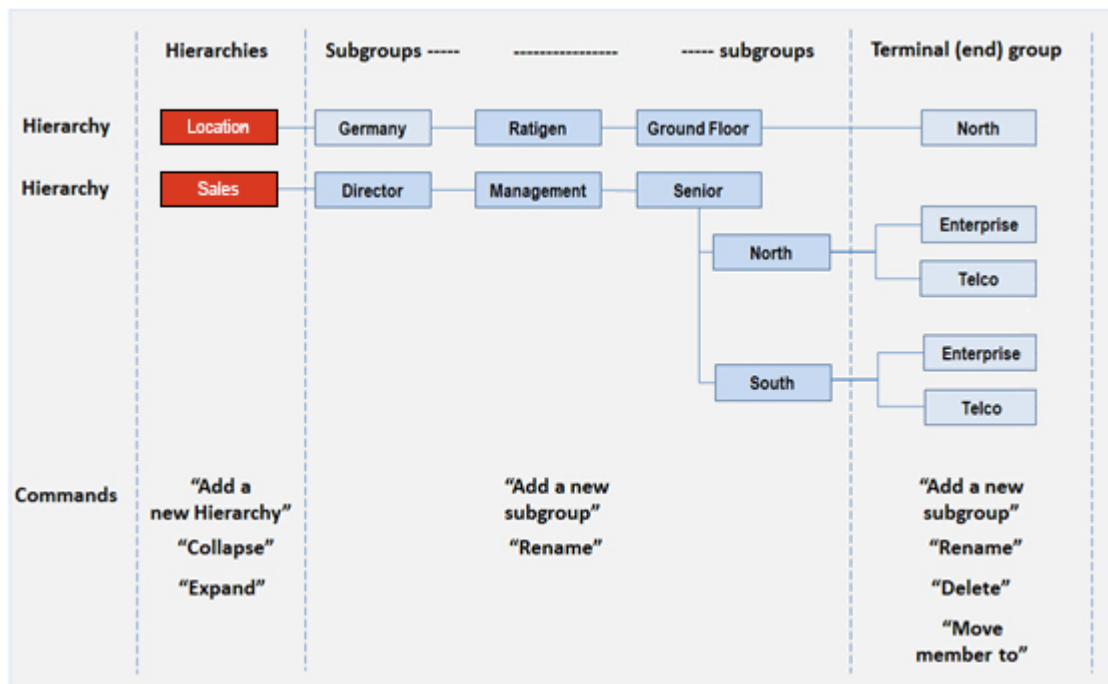 Hierarchies Subgroups ----- ---------------- ----- subgroups Terminal (end) group
Hierarchy Location Germany Ratigen Ground Floor North
Hierarchy Sales Director Management Senior
Enterprise
North
Telco
Enterprise
South
Telco
Commands
“Add a
new Hierarchy”
“Collapse”
“Expand”
“Add a new
subgroup”
“Rename”
“Add a new
subgroup”
“Rename”
“Delete”
“Move
member to”